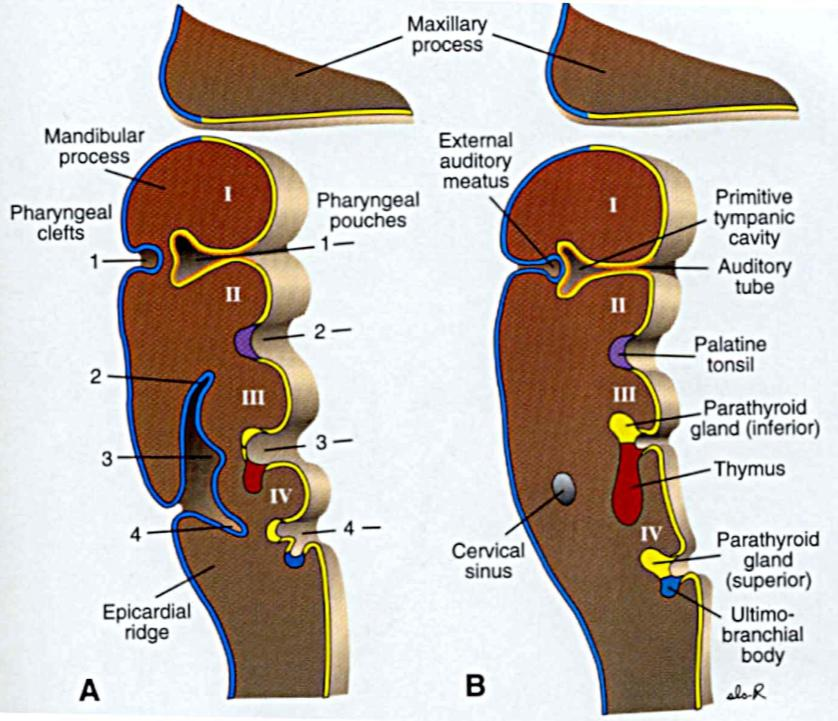 Maxillary
process
Mandibular
process
I
Pharyngeal
clefts
Pharyngeal
pouches
1
1
II
2
2
III
3
3
IV
4
4
Epicardial
ridge
A
External
auditory
meatus
I
Primitive
tympanic
cavity
Auditory
tube
II
Palatine
tonsil
III
Parathyroid
gland (inferior)
Thymus
Cervical
sinus
IV
Parathyroid
gland
(superior)
Ultimo-
branchial
body
B